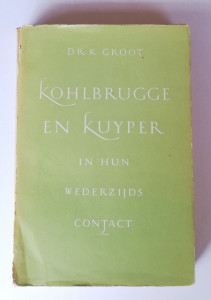 DR K. GROOT
KOHLBRUGGE
EN KUYPER
IN HUN
WEDERZIJDS
CONTACT